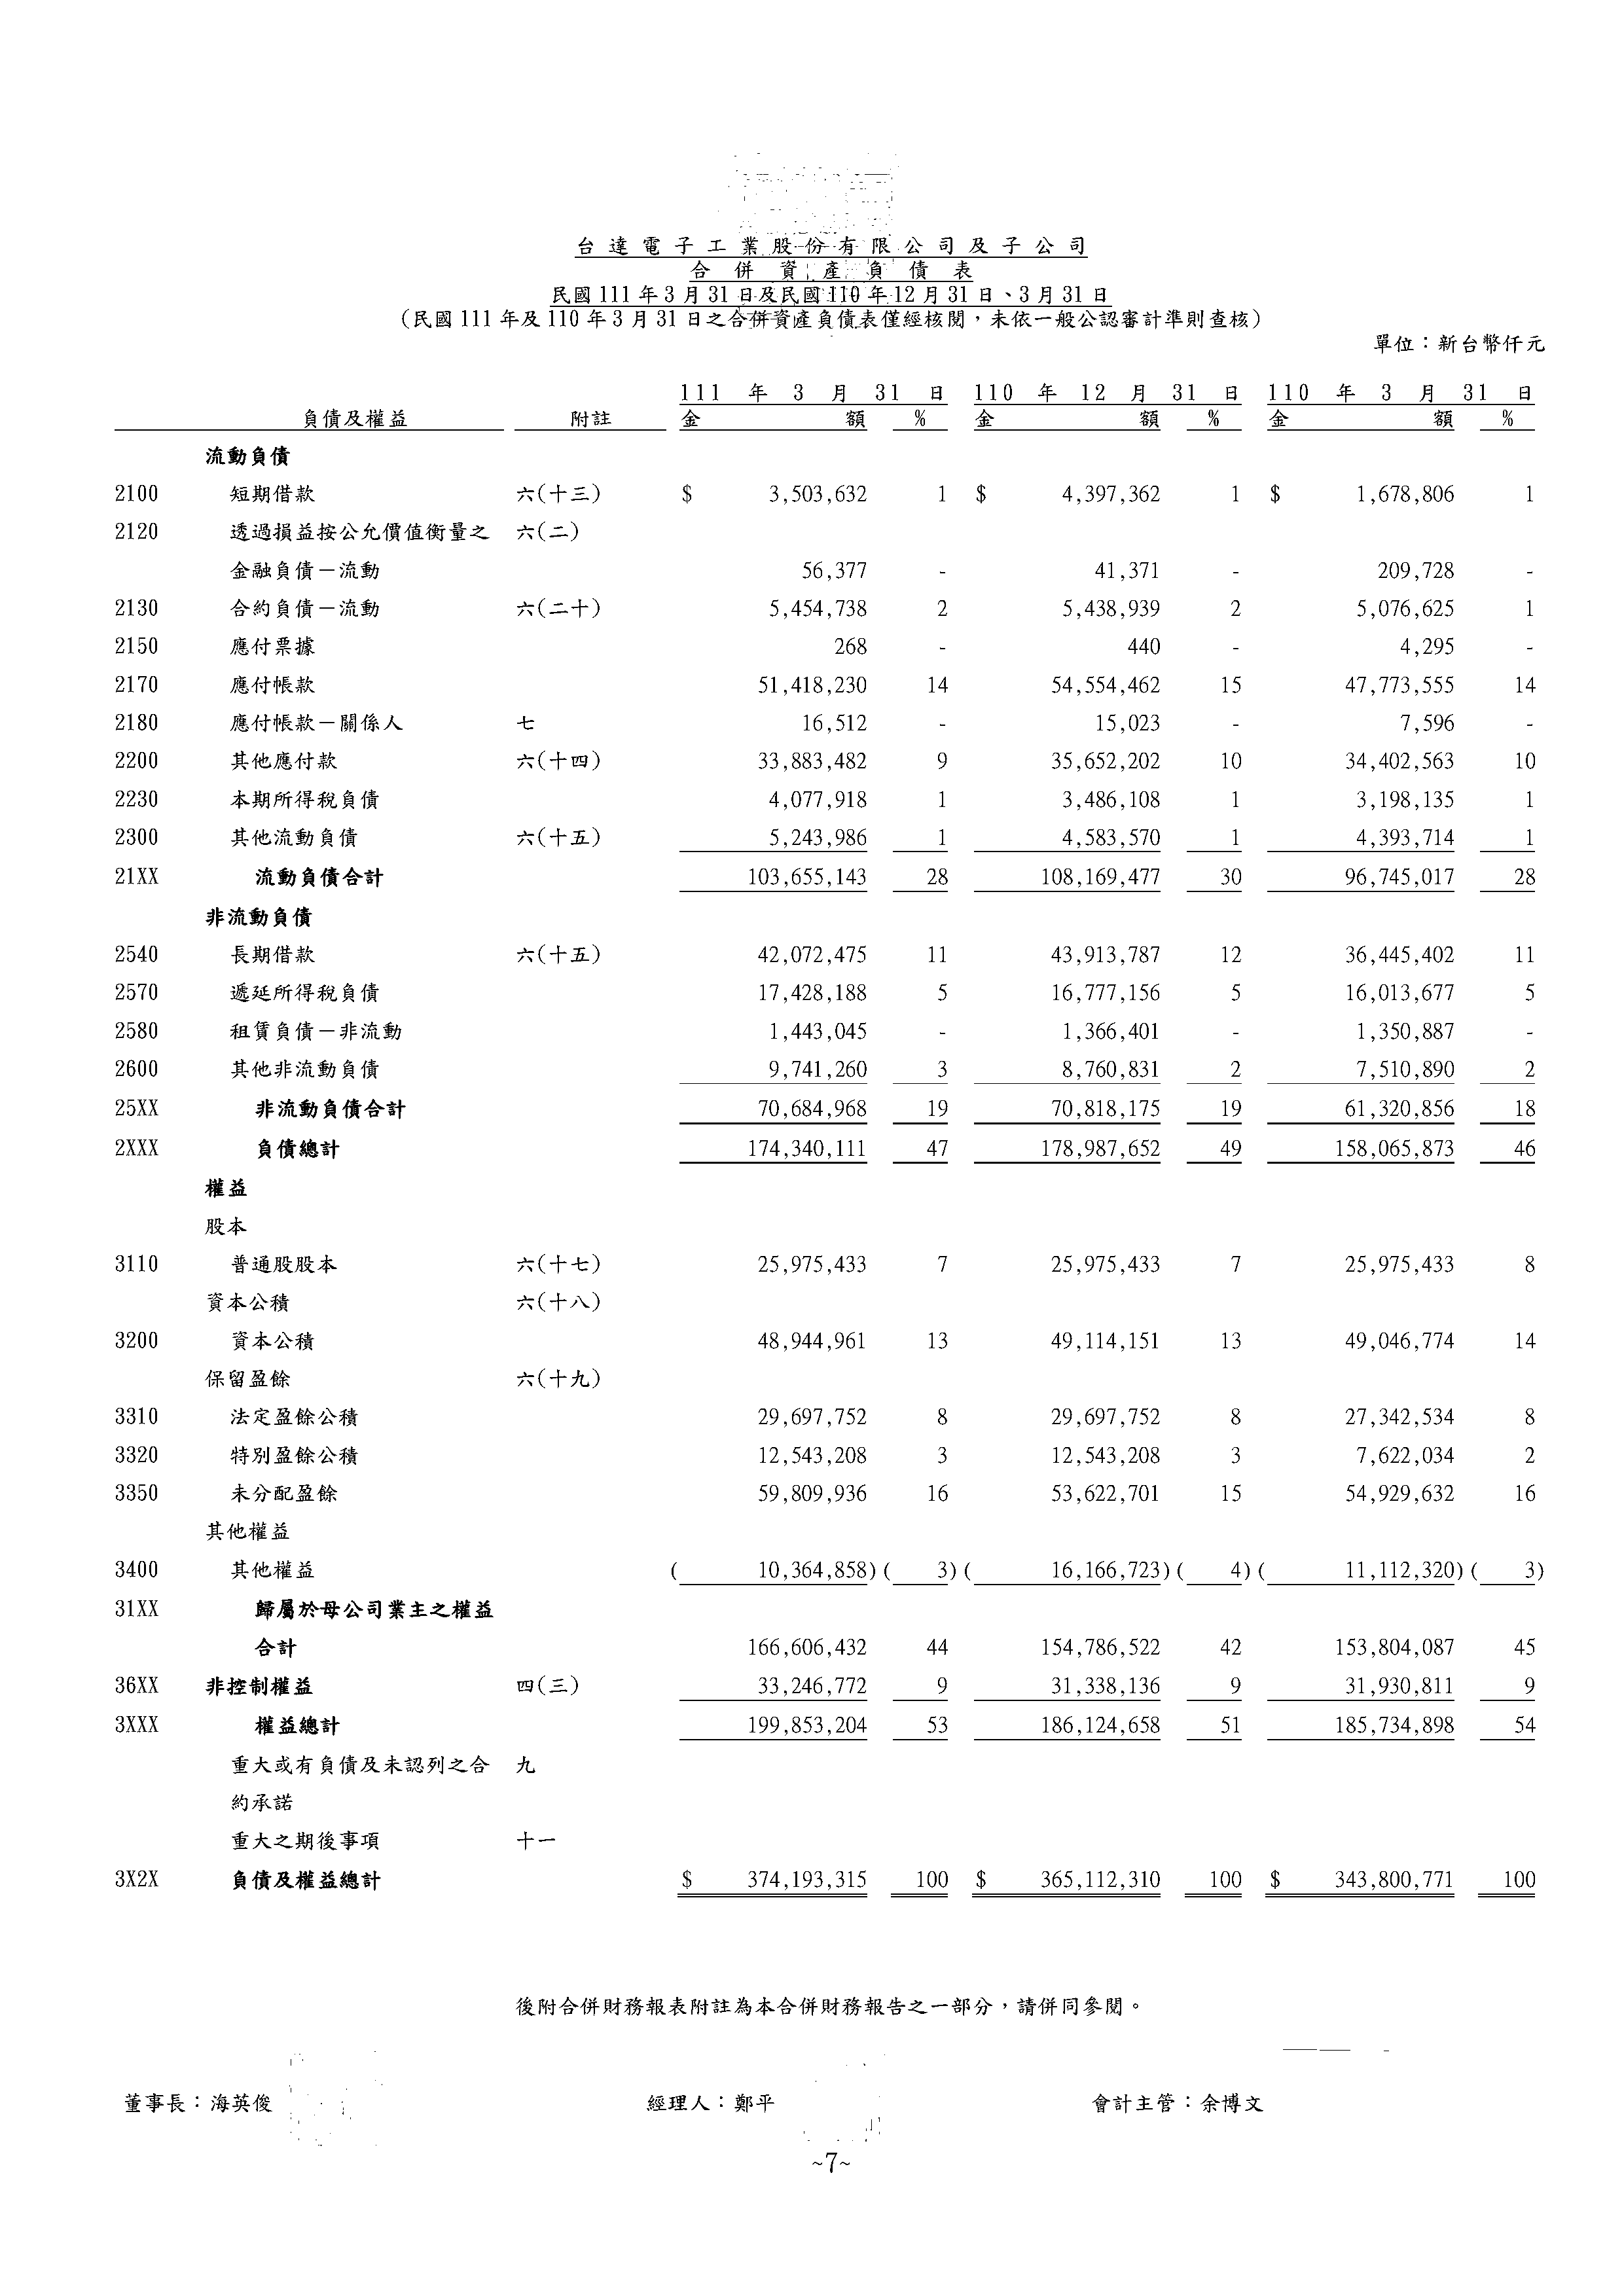 台達電子工業股份有限公司及子公司
合併資產負債表
民國111年3月31日及民國110年12月31日、3月31日
(民國111年及110年3月31日之合併資產負債表僅經核閱，未依一般公認審計準則查核)
單位：新台幣仟元
111年3月31日 110年12月31日 110年3月31日
負債及權益 附註 金額 % 金額 % 金額 %
流動負債
2100 短期借款 六(十三) $ 3,503,632 1 $ 4,397,362 1 $ 1,678,806 1
2120 透過損益按公允價值衡量之 六(二)
金融負債－流動 56,377 - 41,371 - 209,728 -
2130 合約負債－流動 六(二十) 5,454,738 2 5,438,939 2 5,076,625 1
2150 應付票據 268 - 440 - 4,295 -
2170 應付帳款 51,418,230 14 54,554,462 15 47,773,555 14
2180 應付帳款－關係人 七 16,512 - 15,023 - 7,596 -
2200 其他應付款 六(十四) 33,883,482 9 35,652,202 10 34,402,563 10
2230 本期所得稅負債 4,077,918 1 3,486,108 1 3,198,135 1
2300 其他流動負債 六(十五) 5,243,986 1 4,583,570 1 4,393,714 1
21XX 流動負債合計 103,655,143 28 108,169,477 30 96,745,017 28
非流動負債
2540 長期借款 六(十五) 42,072,475 11 43,913,787 12 36,445,402 11
2570 遞延所得稅負債 17,428,188 5 16,777,156 5 16,013,677 5
2580 租賃負債－非流動 1,443,045 - 1,366,401 - 1,350,887 -
2600 其他非流動負債 9,741,260 3 8,760,831 2 7,510,890 2
25XX 非流動負債合計 70,684,968 19 70,818,175 19 61,320,856 18
2XXX 負債總計 174,340,111 47 178,987,652 49 158,065,873 46
權益
股本
3110 普通股股本 六(十七) 25,975,433 7 25,975,433 7 25,975,433 8
資本公積 六(十八)
3200 資本公積 48,944,961 13 49,114,151 13 49,046,774 14
保留盈餘 六(十九)
3310 法定盈餘公積 29,697,752 8 29,697,752 8 27,342,534 8
3320 特別盈餘公積 12,543,208 3 12,543,208 3 7,622,034 2
3350 未分配盈餘 59,809,936 16 53,622,701 15 54,929,632 16
其他權益
3400 其他權益 ( 10,364,858) ( 3) ( 16,166,723) ( 4) ( 11,112,320) ( 3)
31XX 歸屬於母公司業主之權益
合計 166,606,432 44 154,786,522 42 153,804,087 45
36XX 非控制權益 四(三) 33,246,772 9 31,338,136 9 31,930,811 9
3XXX 權益總計 199,853,204 53 186,124,658 51 185,734,898 54
重大或有負債及未認列之合 九
約承諾
重大之期後事項 十一
3X2X 負債及權益總計 $ 374,193,315 100 $ 365,112,310 100 $ 343,800,771 100
後附合併財務報表附註為本合併財務報告之一部分，請併同參閱。
董事長：海英俊 經理人：鄭平 會計主管：余博文
~7~